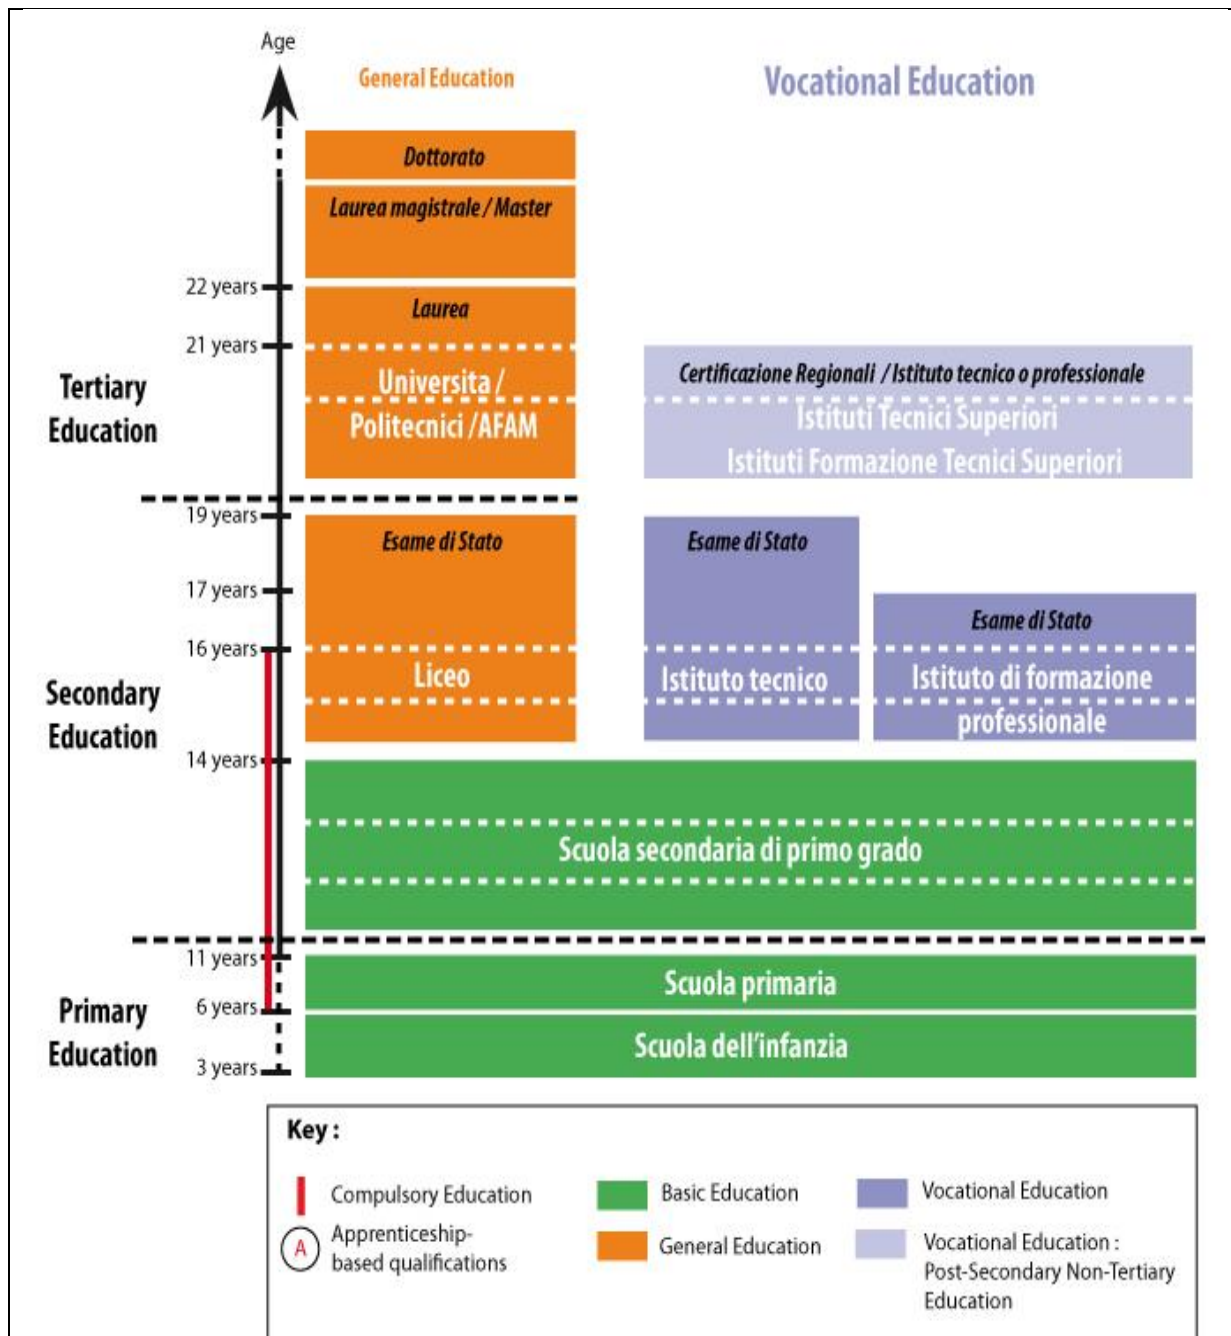 Age
General Education
Vocational Education
Dottorato
Laurea magistrale / Master
22 years
Laurea
21 years
Tertiary
Education
Universita /
Politecnici /AFAM
Certificazione Regionali / Istituto tecnico o professionale
Istituti Tecnici Superiori
Istituti Formazione Tecnici Superiori
19 years
Esame di Stato
Esame di Stato
17 years
Esame di Stato
16 years
Secondary
Education
Liceo
Istituto tecnico
Istituto di formazione
professionale
14 years
Scuola secondaria di primo grado
11 years
Scuola primaria
6 years
Primary
Education
Scuola dell'infanzia
3 years
Key :
Compulsory Education
A
Apprenticeship-
based qualifications
Basic Education
General Education
Vocational Education
Vocational Education :
Post-Secondary Non-Tertiary
Education